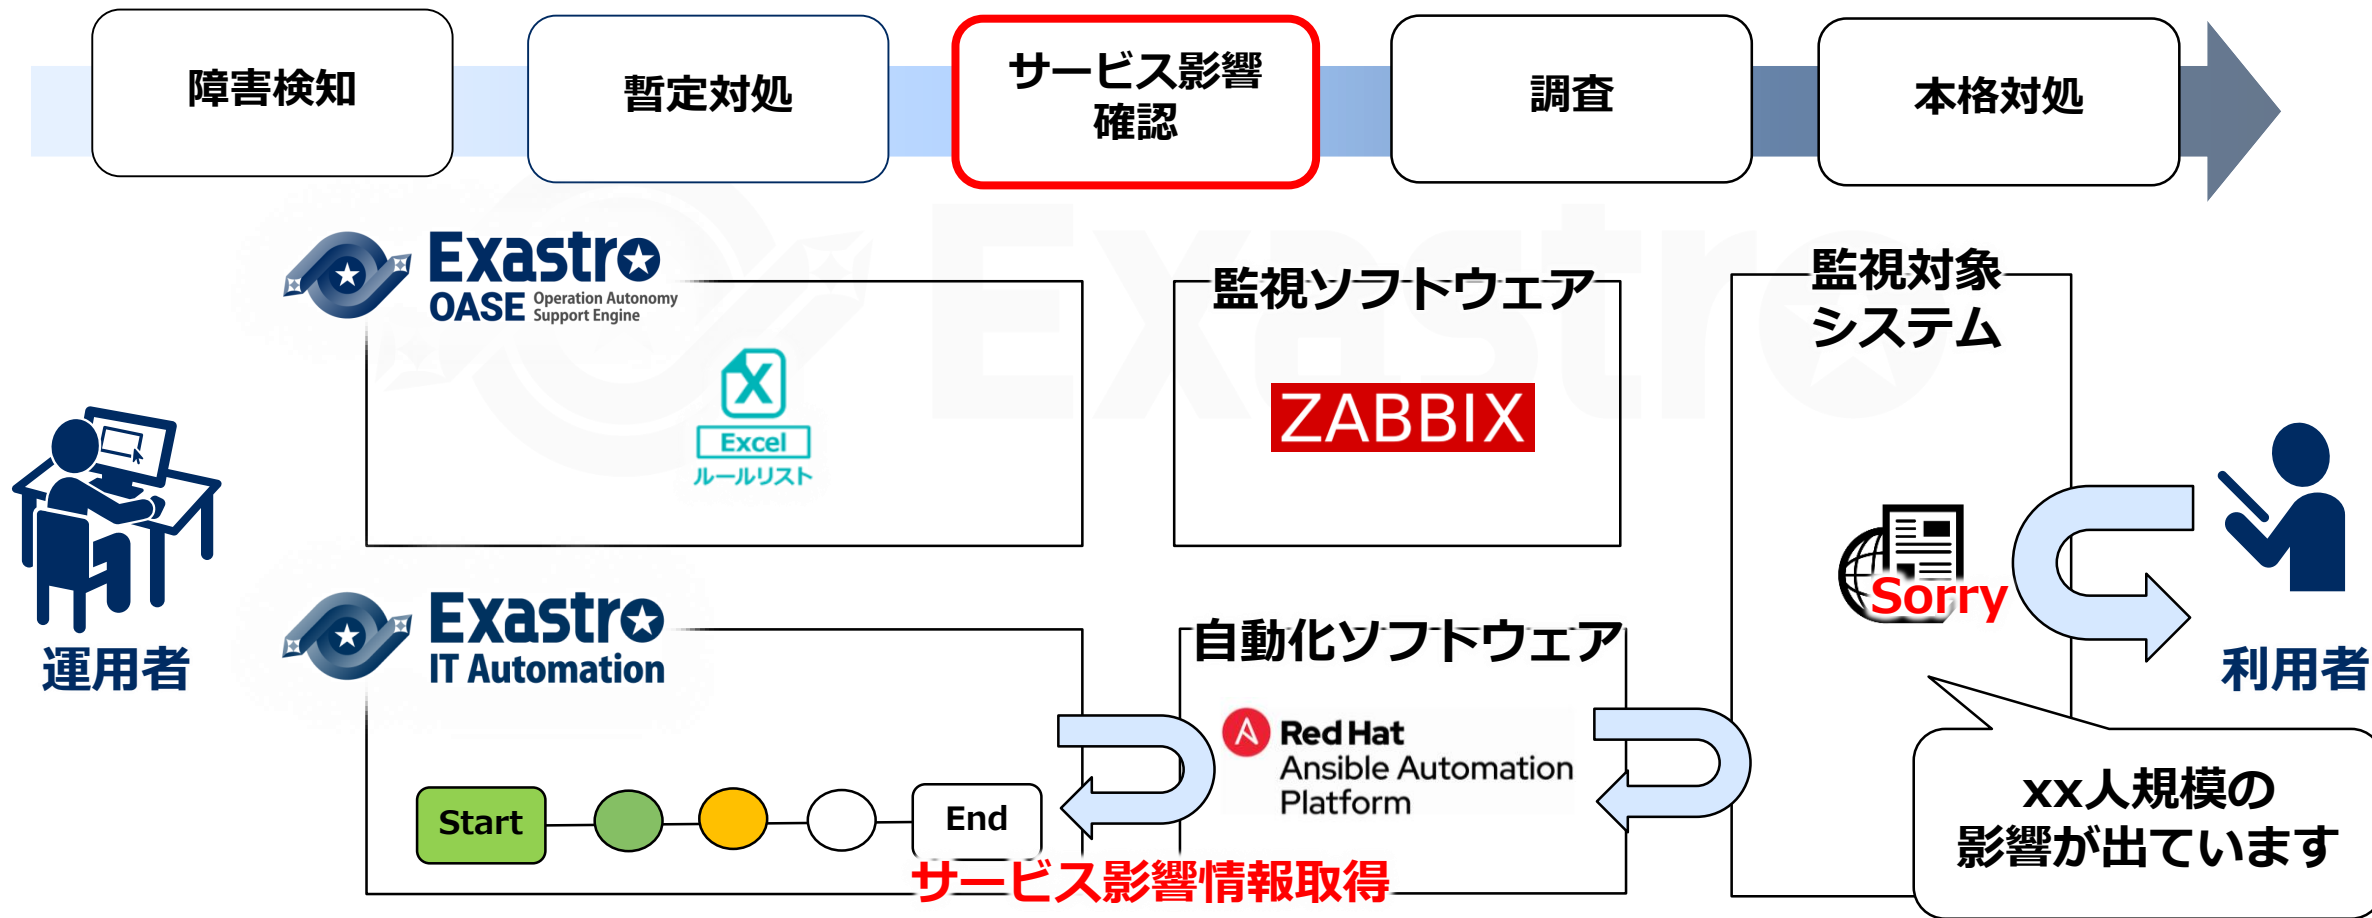 障害検知
暫定対処
サービス影響
確認
調査
本格対処
Exastro
OASE Operation Autonomy
Support Engine
監視ソフトウェア
監視対象
システム
X
Excel
ルールリスト
ZABBIX
Sorry
運用者
利用者
Exastro
IT Automation
自動化ソフトウェア
A
Red Hat
Ansible Automation
Platform
Start
End
サービス影響情報取得
xx人規模の
影響が出ています
Exastro